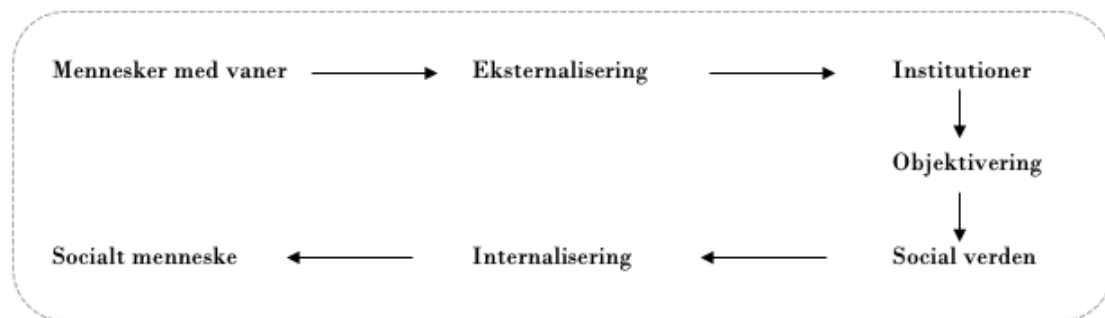 Mennesker med vaner
Eksternalisering
Institutioner
Objektivering
Socialt menneske
Internalisering
Social verden